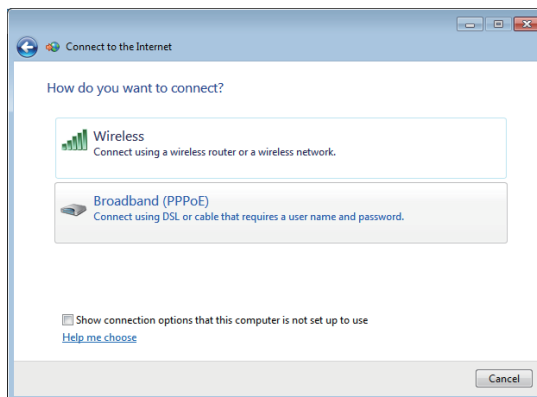 Connect to the Internet
How do you want to connect?
Wireless
Connect using a wireless router or a wireless network.
Broadband (PPPoE)
Connect using DSL or cable that requires a user name and password.
Show connection options that this computer is not set up to use
Help me choose
Cancel